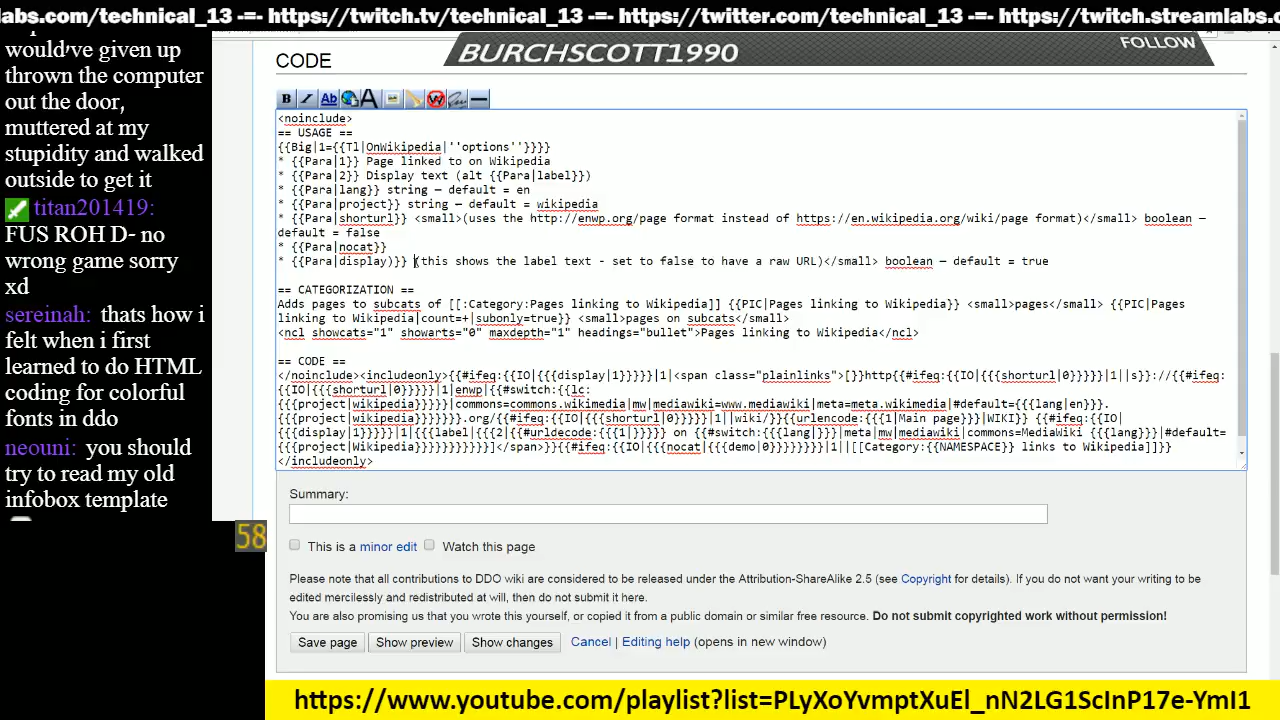 labs.com/technical_13 -=- https://twitch.tv/technical_13 -=- https://twitter.com/technical_13 -=- https://twitch.streamlabs.c
would've given up
thrown the computer
out the door,
muttered at my
stupidity and walked
outside to get it
titan201419:
FUS ROH D- no
wrong game sorry
xd
sereinah: thats how i
felt when i first
learned to do HTML
coding for colorful
fonts in ddo
neouni: you should
try to read my old
infobox template
58
BURCHSCOTT1990
FOLLOW
CODE
B I Ab A W
<noinclude>
== USAGE ==
{{Big|1={{Tl|OnWikipedia|''options''}}}}
* {{Para|1}} Page linked to on Wikipedia
* {{Para|2}} Display text (alt {{Para|label}})
* {{Para|lang}} string — default = en
* {{Para|project}} string — default = wikipedia
* {{Para|shorturl}} <small>(uses the http://enwp.org/page format instead of https://en.wikipedia.org/wiki/page format)</small> boolean —
default = false
* {{Para|nocat}}
* {{Para|display)}} (this shows the label text - set to false to have a raw URL)</small> boolean — default = true
== CATEGORIZATION ==
Adds pages to subcats of [[:Category:Pages linking to Wikipedia]] {{PIC|Pages linking to Wikipedia}} <small>pages</small> {{PIC|Pages
linking to Wikipedia|count=+|subonly=true}} <small>pages on subcats</small>
<ncl showcats="1" showarts="0" maxdepth="1" headings="bullet">Pages linking to Wikipedia</ncl>
== CODE ==
</noinclude><includeonly>{{#ifeq:{{IO|{{{display|1}}}}}|1|<span class="plainlinks">[}}http{{#ifeq:{{IO|{{{shorturl|0}}}}}|1||s}}://{{#ifeq:
{{IO|{{{shorturl|0}}}}}|1|enwp|{{#switch:{{lc:
{{{project|wikipedia}}}}}|commons=commons.wikimedia|mw|mediawiki=www.mediawiki|meta=meta.wikimedia|#default={{{lang|en}}}.
{{{project|wikipedia}}}}}}}.org/{{#ifeq:{{IO|{{{shorturl|0}}}}}|1||wiki/}}{{urlencode:{{{1|Main page}}}|WIKI}} {{#ifeq:{{IO|
{{{display|1}}}}}|1|{{{label|{{{2|{{#urldecode:{{{1|}}}}} on {{#switch:{{{lang|}}}|meta|mw|mediawiki|commons=MediaWiki {{{lang}}}|#default=
{{{project|Wikipedia}}}}}}}}}}}]</span>}}{{#ifeq:{{IO|{{{nocat|{{{demo|0}}}}}}}}|1||[[Category:{{NAMESPACE}} links to Wikipedia]]}}
</includeonly>
Summary:
This is a minor edit Watch this page
Please note that all contributions to DDO wiki are considered to be released under the Attribution-ShareAlike 2.5 (see Copyright for details). If you do not want your writing to be
edited mercilessly and redistributed at will, then do not submit it here.
You are also promising us that you wrote this yourself, or copied it from a public domain or similar free resource. Do not submit copyrighted work without permission!
Save page Show preview Show changes Cancel | Editing help (opens in new window)
https://www.youtube.com/playlist?list=PLyXoYvmptXuEl_nN2LG1ScInP17e-YmI1